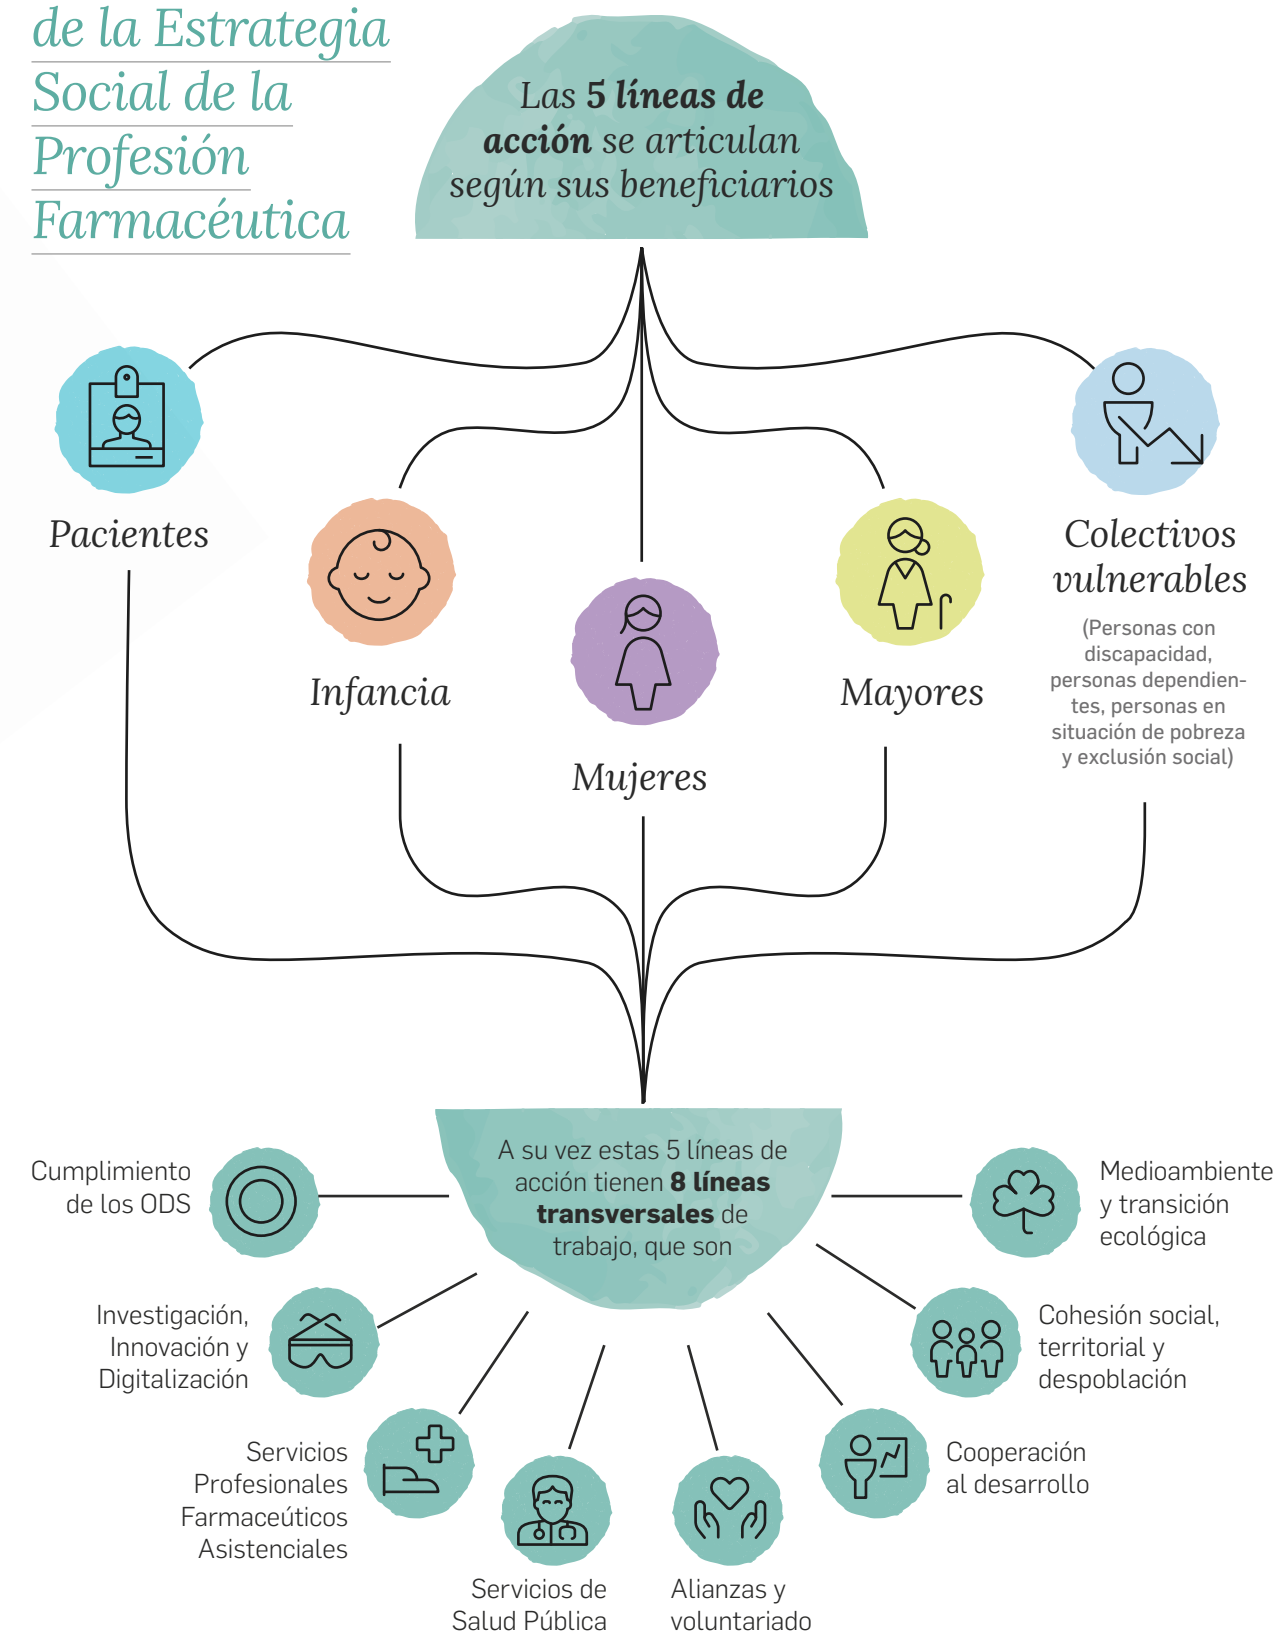 de la Estrategia
Social de la
Profesión
Farmacéutica
Las 5 líneas de
acción se articulan
según sus beneficiarios
Pacientes
Infancia
Mujeres
Mayores
Colectivos
vulnerables
(Personas con
discapacidad,
personas dependien-
tes, personas en
situación de pobreza
y exclusión social)
A su vez estas 5 líneas de
acción tienen 8 líneas
transversales de
trabajo, que son
Cumplimiento
de los ODS
Investigación,
Innovación y
Digitalización
Servicios
Profesionales
Farmaceúticos
Asistenciales
Servicios de
Salud Pública
Alianzas y
voluntariado
Cooperación
al desarrollo
Cohesión social,
territorial y
despoblación
Medioambiente
y transición
ecológica